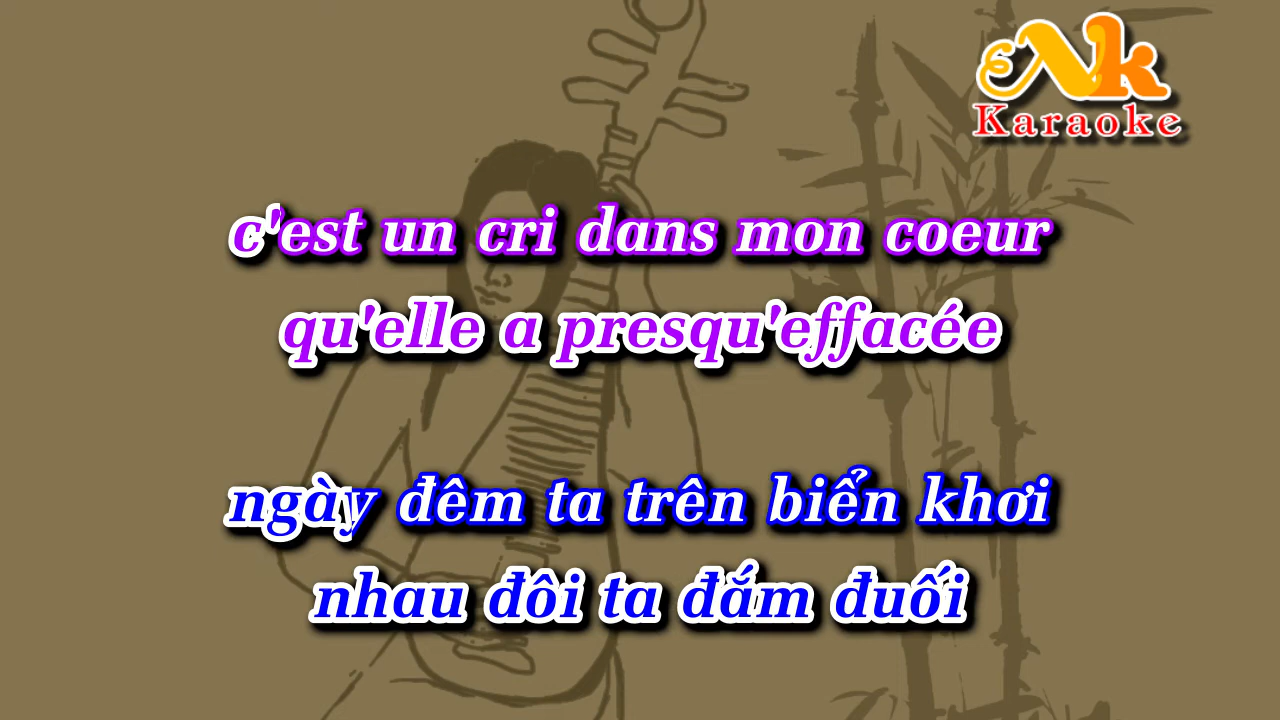 Nk
Karaoke
c'est un cri dans mon coeur
qu'elle a presqu'effacée
ngày đêm ta trên biển khơi
nhau đôi ta đắm đuối